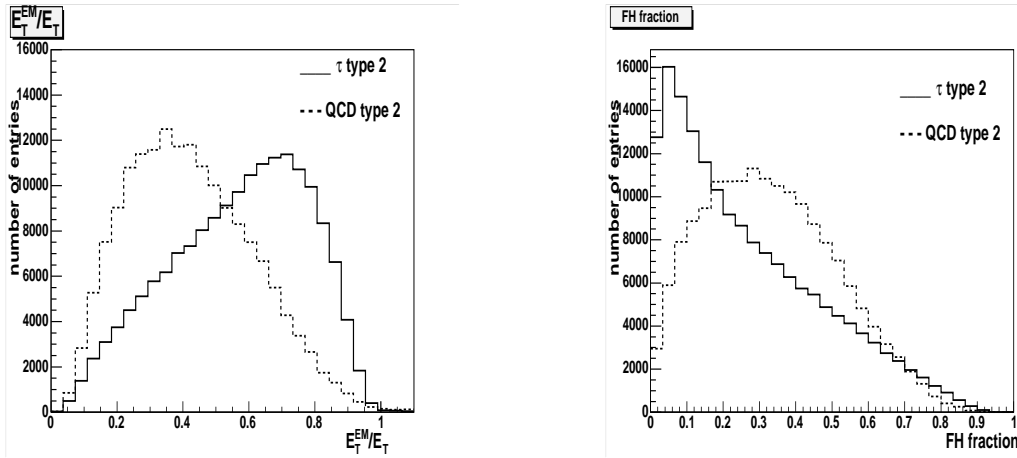 E_T^EM/E_T
number of entries
16000
14000
12000
10000
8000
6000
4000
2000
0
τ type 2
QCD type 2
0 0.2 0.4 0.6 0.8 1
E_T^EM/E_T
FH fraction
number of entries
16000
14000
12000
10000
8000
6000
4000
2000
0
τ type 2
QCD type 2
0 0.1 0.2 0.3 0.4 0.5 0.6 0.7 0.8 0.9 1
FH fraction